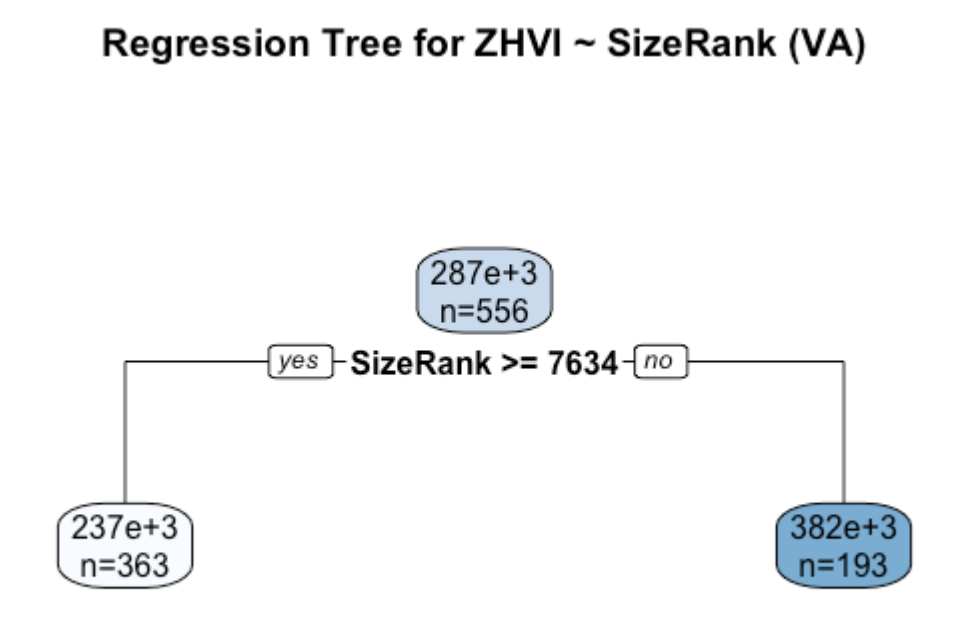 Regression Tree for ZHVI ~ SizeRank (VA)
287e+3
n=556
yes SizeRank >= 7634 no
237e+3
n=363
382e+3
n=193